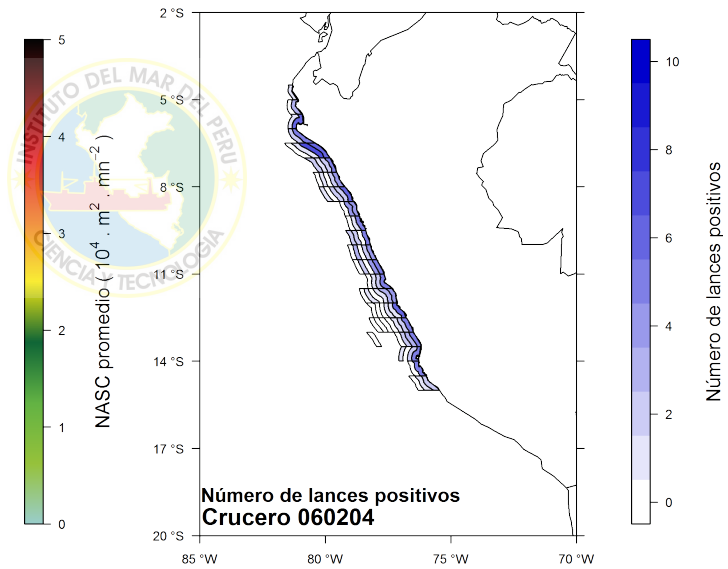 5
4
3
2
1
0
NASC promedio ( 10⁴ . m² . mn⁻² )
INSTITUTO DEL MAR DEL PERU
CIENCIA Y TECNOLOGIA
2 °S
5 °S
8 °S
11 °S
14 °S
17 °S
20 °S
Número de lances positivos
Crucero 060204
85 °W
80 °W
75 °W
70 °W
10
8
6
4
2
0
Número de lances positivos